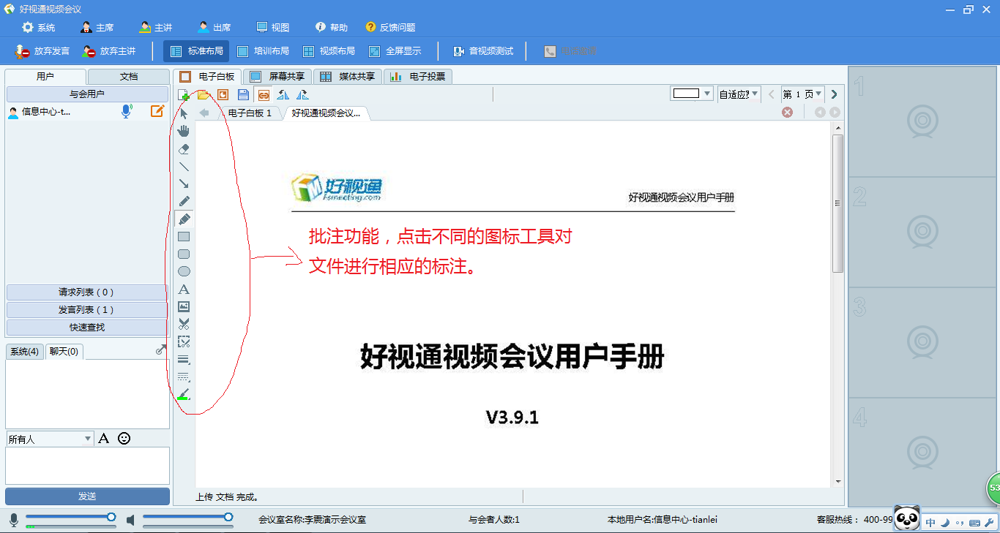 好视通视频会议
系统 主席 主讲 出席 视图 帮助 反馈问题
放弃发言 放弃主讲 标准布局 培训布局 视频布局 全屏显示 音视频测试
用户 文档 电子白板 屏幕共享 媒体共享 电子投票
与会用户
自适应 第 1 页
信息中心-t...
电子白板 1 好视通视频会议...
1
2
3
4
好视通
Fsmeeting.com
好视通视频会议用户手册
批注功能，点击不同的图标工具对
文件进行相应的标注。
请求列表 ( 0 )
发言列表 ( 1 )
快速查找
系统(4) 聊天(0)
好视通视频会议用户手册
V3.9.1
所有人 A
发送
上传 文档 完成。
53
会议室名称:李震演示会议室 与会者人数:1 本地用户名:信息中心-tianlei 客服热线： 400-99
中